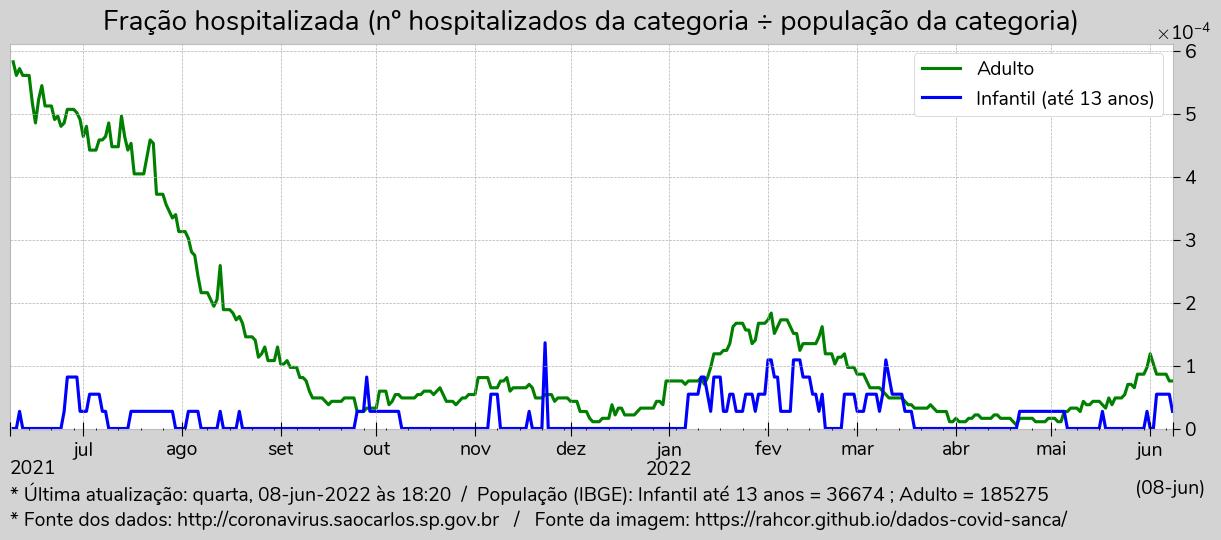 Fração hospitalizada (nº hospitalizados da categoria ÷ população da categoria)
×10⁻⁴
Adulto
Infantil (até 13 anos)
6
5
4
3
2
1
0
jul ago set out nov dez jan fev mar abr mai jun
2021 2022
(08-jun)
* Última atualização: quarta, 08-jun-2022 às 18:20 / População (IBGE): Infantil até 13 anos = 36674 ; Adulto = 185275
* Fonte dos dados: http://coronavirus.saocarlos.sp.gov.br / Fonte da imagem: https://rahcor.github.io/dados-covid-sanca/